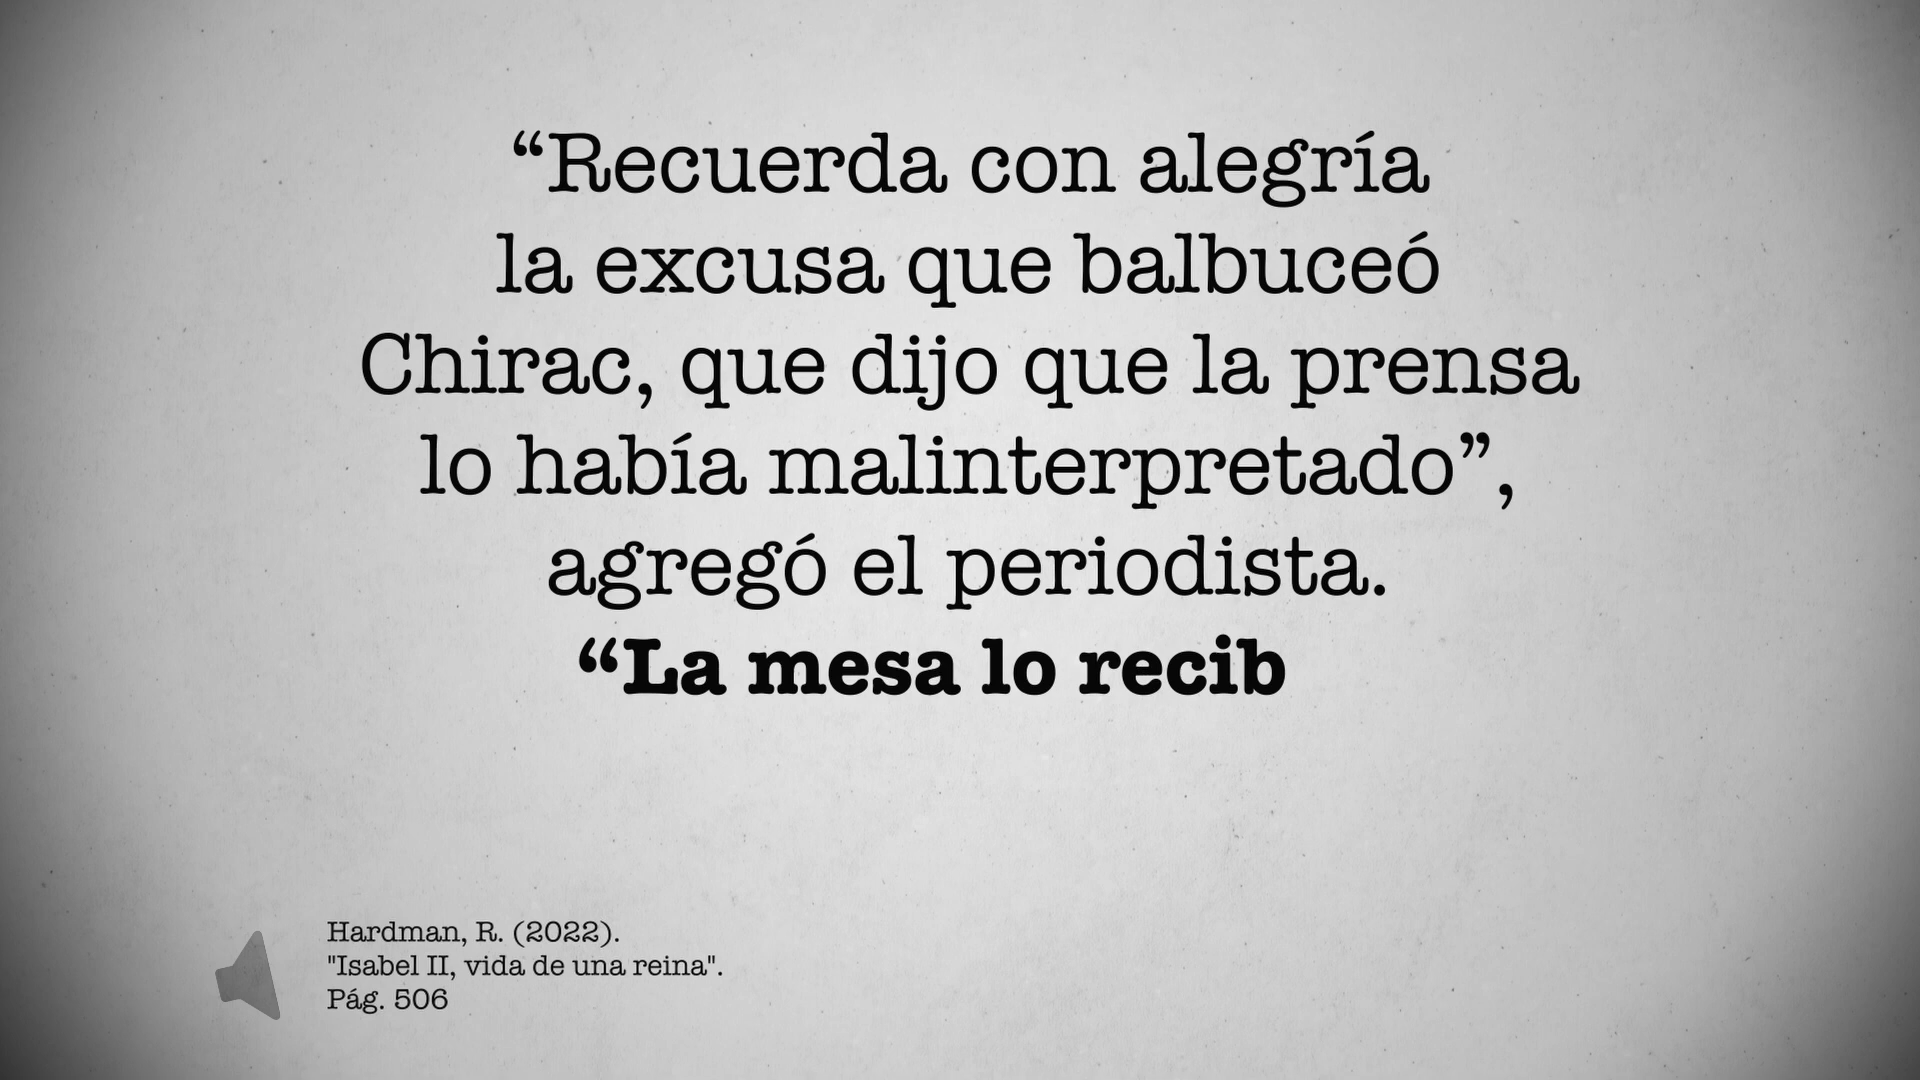 “Recuerda con alegría
la excusa que balbuceó
Chirac, que dijo que la prensa
lo había malinterpretado”,
agregó el periodista.
“La mesa lo recib
Hardman, R. (2022).
"Isabel II, vida de una reina".
Pág. 506